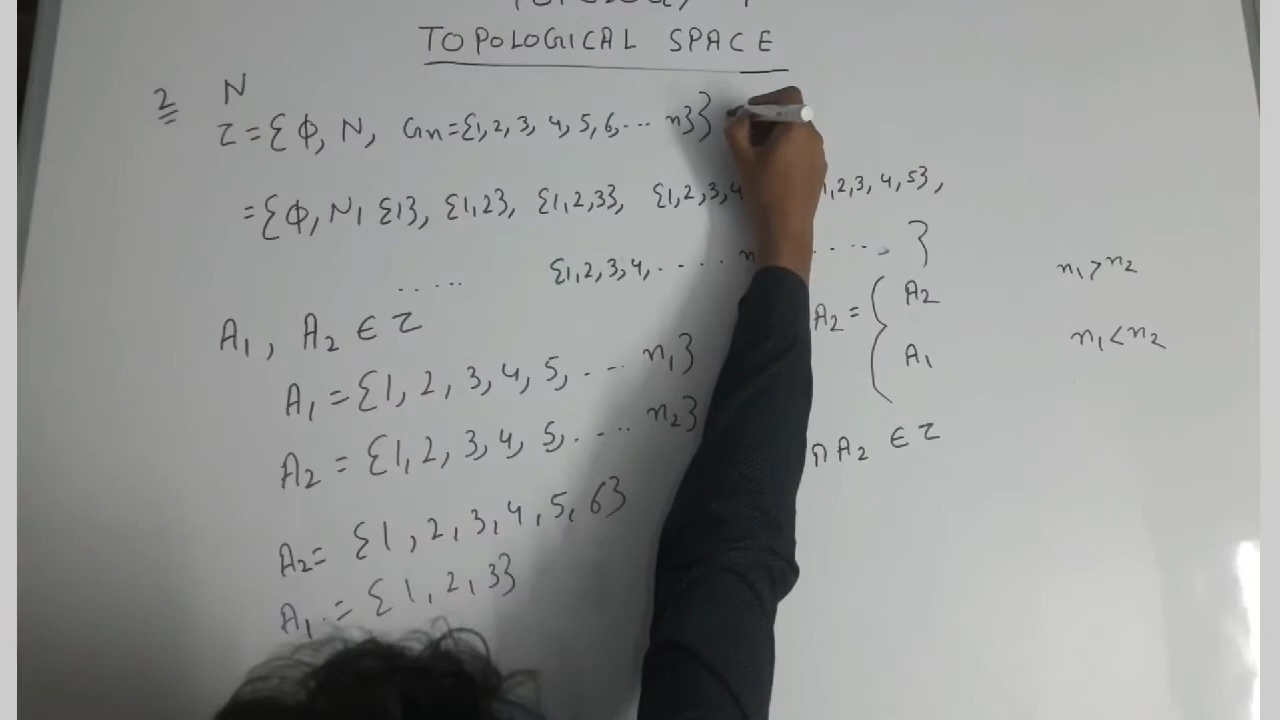 TOPOLOGY 1
TOPOLOGICAL SPACE
2 N
τ = {φ, N, Gn = {1, 2, 3, 4, 5, 6, ... n}}
= {φ, N, {1}, {1,2}, {1,2,3}, {1,2,3,4 1,2,3,4,5},
..... {1,2,3,4, ..... n ..... }
A1, A2 ∈ τ
A1 = {1, 2, 3, 4, 5, .... n1}
A2 = {1, 2, 3, 4, 5, .... n2}
A2 = {1, 2, 3, 4, 5, 6}
A1 = {1, 2, 3}
A2 = { A2 n1 > n2
A1 n1 < n2
∩ A2 ∈ τ